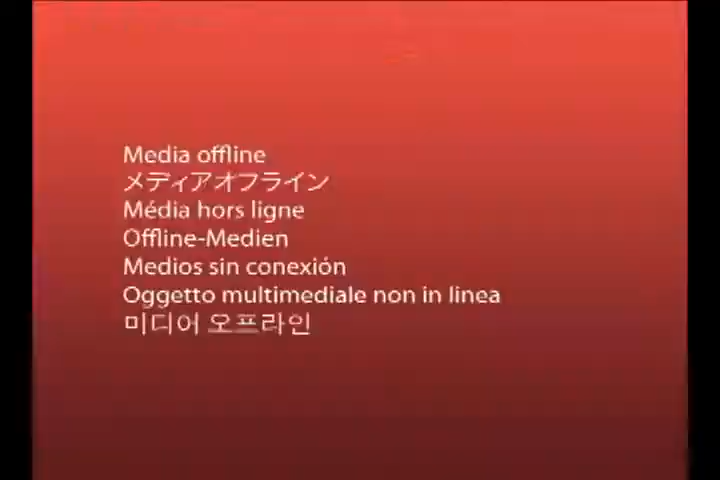 Media offline
メディアオフライン
Média hors ligne
Offline-Medien
Medios sin conexión
Oggetto multimediale non in linea
미디어 오프라인